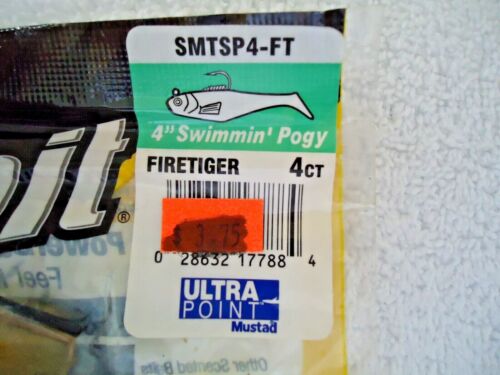 SMTSP4-FT
4" Swimmin' Pogy
FIRETIGER 4CT
$ 3.75
0 28632 17788 4
ULTRA
POINT
Mustad
®
Other Scented Baits